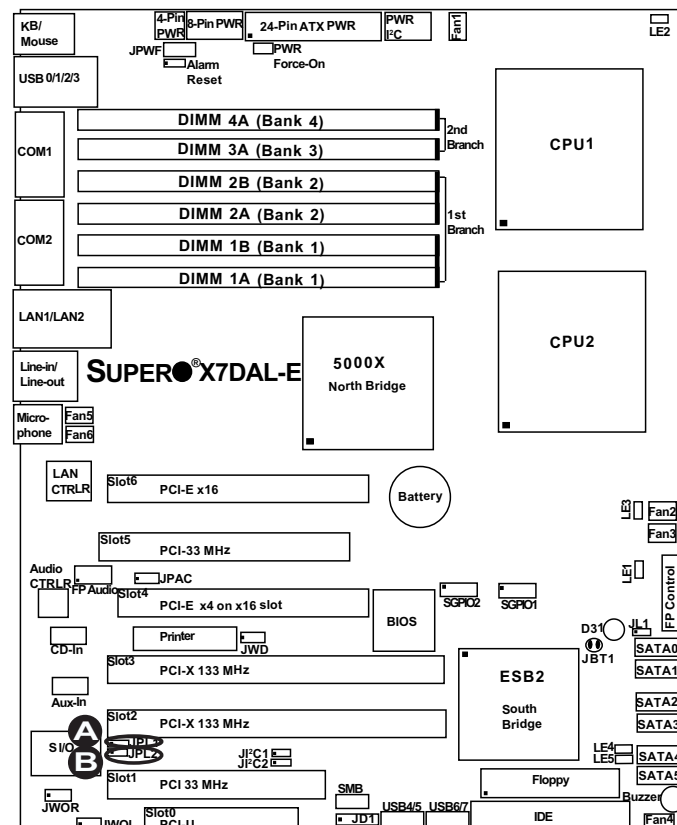 KB/
Mouse
4-Pin
PWR
8-Pin PWR
24-Pin ATX PWR
PWR
I²C
Fan1
LE2
JPWF
Alarm
Reset
PWR
Force-On
USB 0/1/2/3
COM1
COM2
DIMM 4A (Bank 4)
DIMM 3A (Bank 3)
DIMM 2B (Bank 2)
DIMM 2A (Bank 2)
DIMM 1B (Bank 1)
DIMM 1A (Bank 1)
2nd
Branch
1st
Branch
CPU1
CPU2
LAN1/LAN2
Line-in/
Line-out
SUPER®X7DAL-E
5000X
North Bridge
Micro-
phone
Fan5
Fan6
LAN
CTRLR
Slot6
PCI-E x16
Battery
LE3
Fan2
Fan3
Slot5
PCI-33 MHz
Audio
CTRLR
FP Audio
JPAC
LE1
FP Control
Slot4
PCI-E x4 on x16 slot
BIOS
SGPIO2
SGPIO1
CD-In
Printer
JWD
D31
JL1
JBT1
SATA0
SATA1
Slot3
PCI-X 133 MHz
ESB2
South
Bridge
Aux-In
SATA2
SATA3
Slot2
PCI-X 133 MHz
A
B
S I/O
JPL1
JPL2
JI²C1
JI²C2
LE4
LE5
SATA4
SATA5
Slot1
PCI 33 MHz
Floppy
Buzzer
JWOR
SMB
USB4/5
USB6/7
JWOL
Slot0
PCI-U
JD1
IDE
Fan4